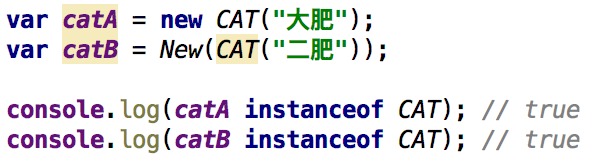 var catA = new CAT("大肥");
var catB = New(CAT("二肥"));
console.log(catA instanceof CAT); // true
console.log(catB instanceof CAT); // true